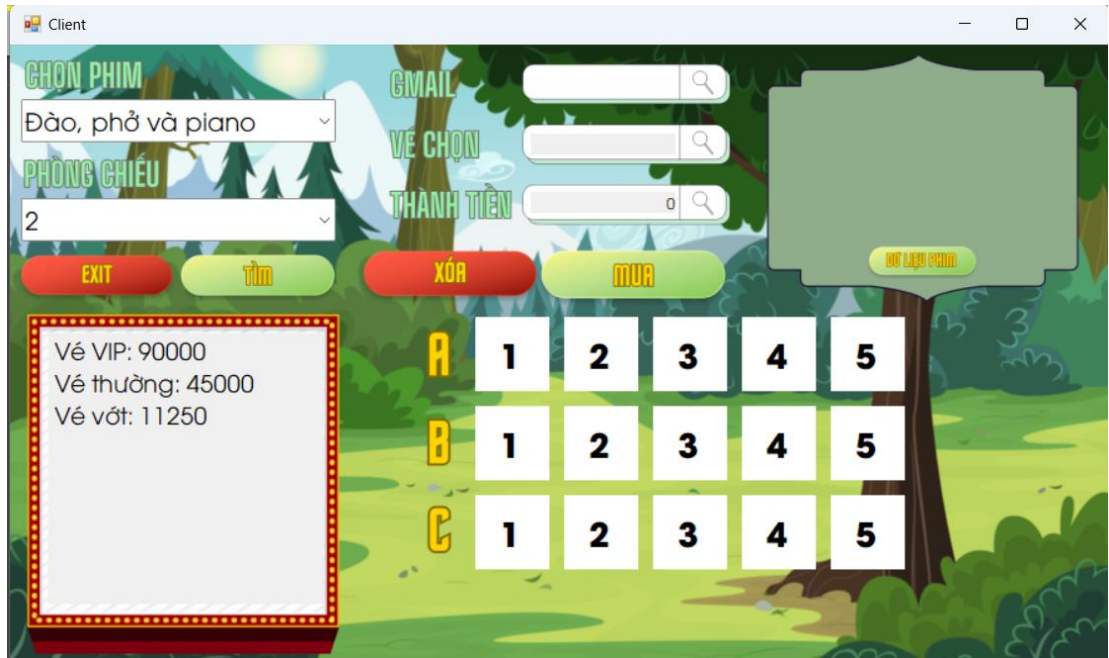 Client
CHỌN PHIM
Đào, phở và piano
PHÒNG CHIẾU
2
EXIT
TÌM
GMAIL
VÉ CHỌN
THÀNH TIỀN
0
XÓA
MUA
DỮ LIỆU PHIM
Vé VIP: 90000
Vé thường: 45000
Vé vớt: 11250
A 1 2 3 4 5
B 1 2 3 4 5
C 1 2 3 4 5